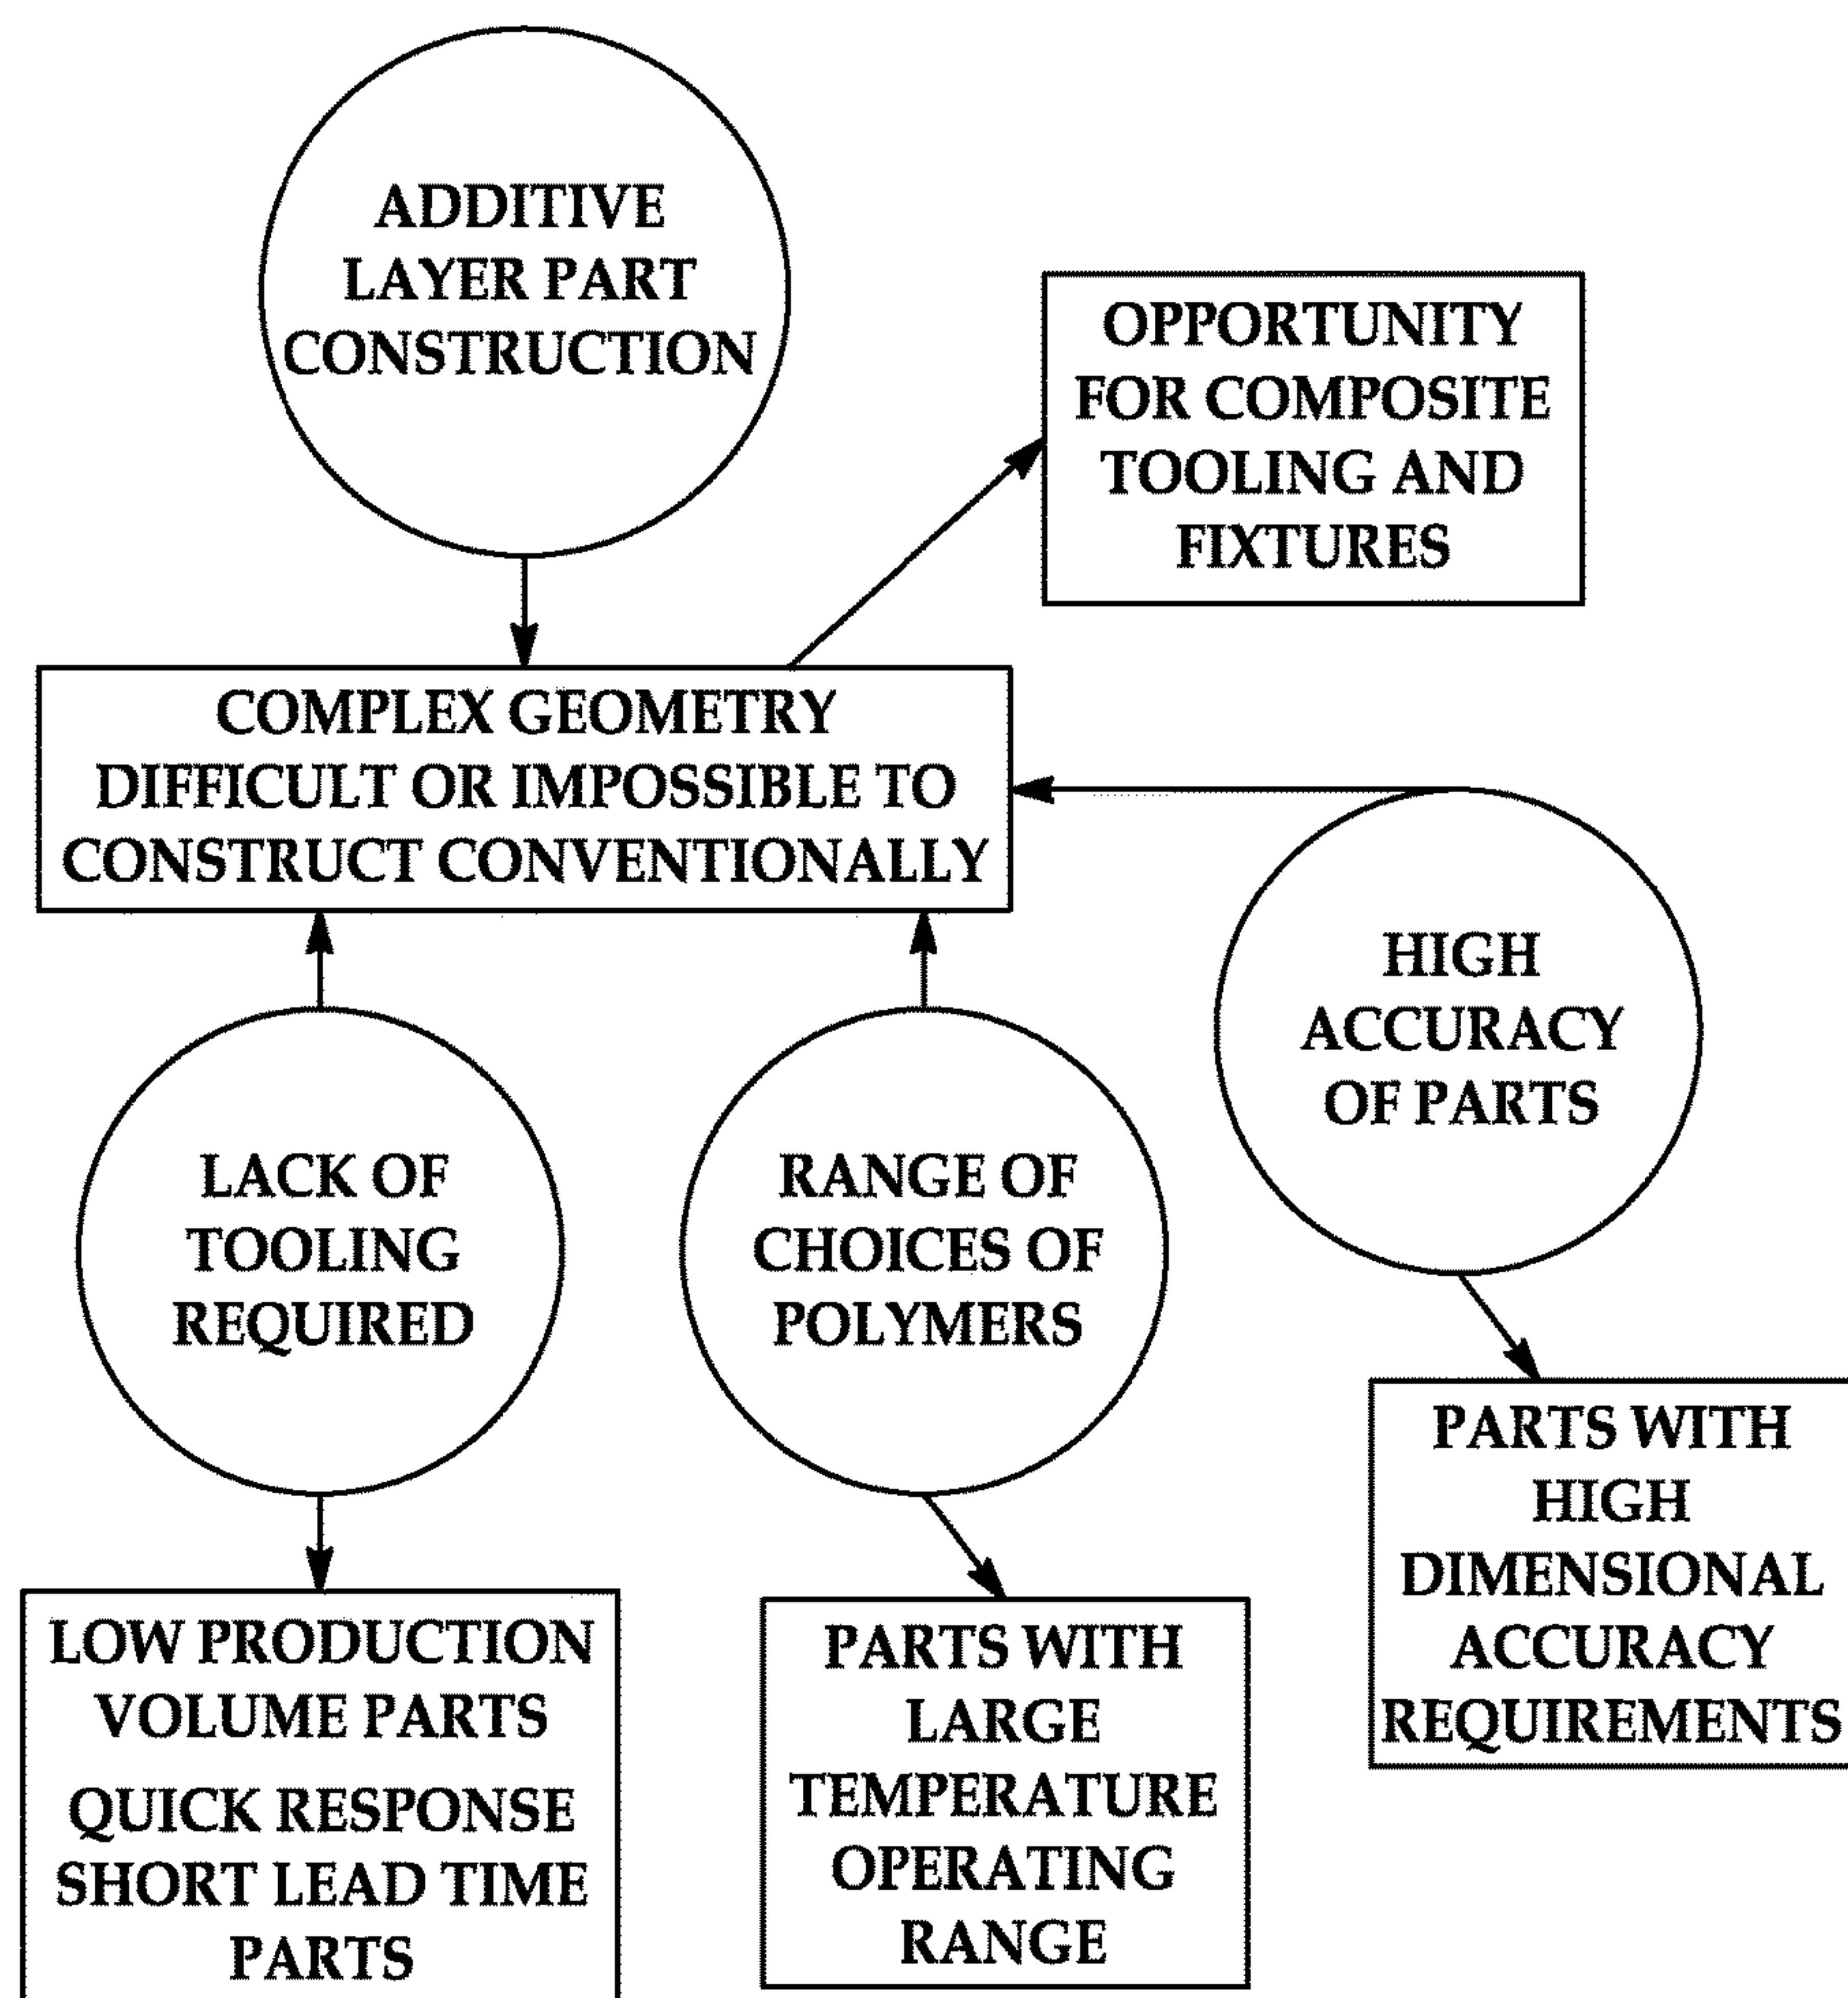 ADDITIVE
LAYER PART
CONSTRUCTION
OPPORTUNITY
FOR COMPOSITE
TOOLING AND
FIXTURES
COMPLEX GEOMETRY
DIFFICULT OR IMPOSSIBLE TO
CONSTRUCT CONVENTIONALLY
HIGH
ACCURACY
OF PARTS
LACK OF
TOOLING
REQUIRED
RANGE OF
CHOICES OF
POLYMERS
PARTS WITH
HIGH
DIMENSIONAL
ACCURACY
REQUIREMENTS
LOW PRODUCTION
VOLUME PARTS
QUICK RESPONSE
SHORT LEAD TIME
PARTS
PARTS WITH
LARGE
TEMPERATURE
OPERATING
RANGE